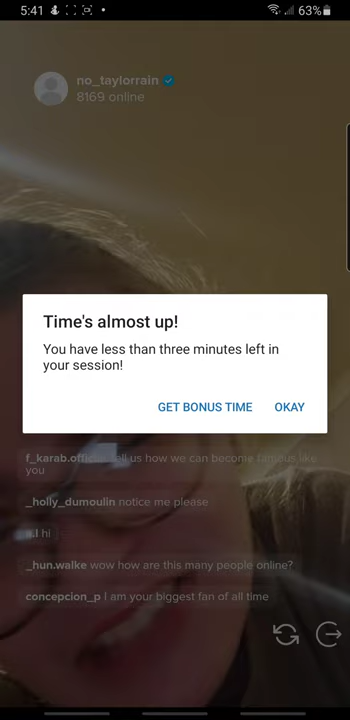 5:41
63%
no_taylorrain
8169 online
Time's almost up!
You have less than three minutes left in
your session!
GET BONUS TIME OKAY
f_karab.official tell us how we can become famous like
you
_holly_dumoulin notice me please
hi
_hun.walke wow how are this many people online?
concepcion_p I am your biggest fan of all time